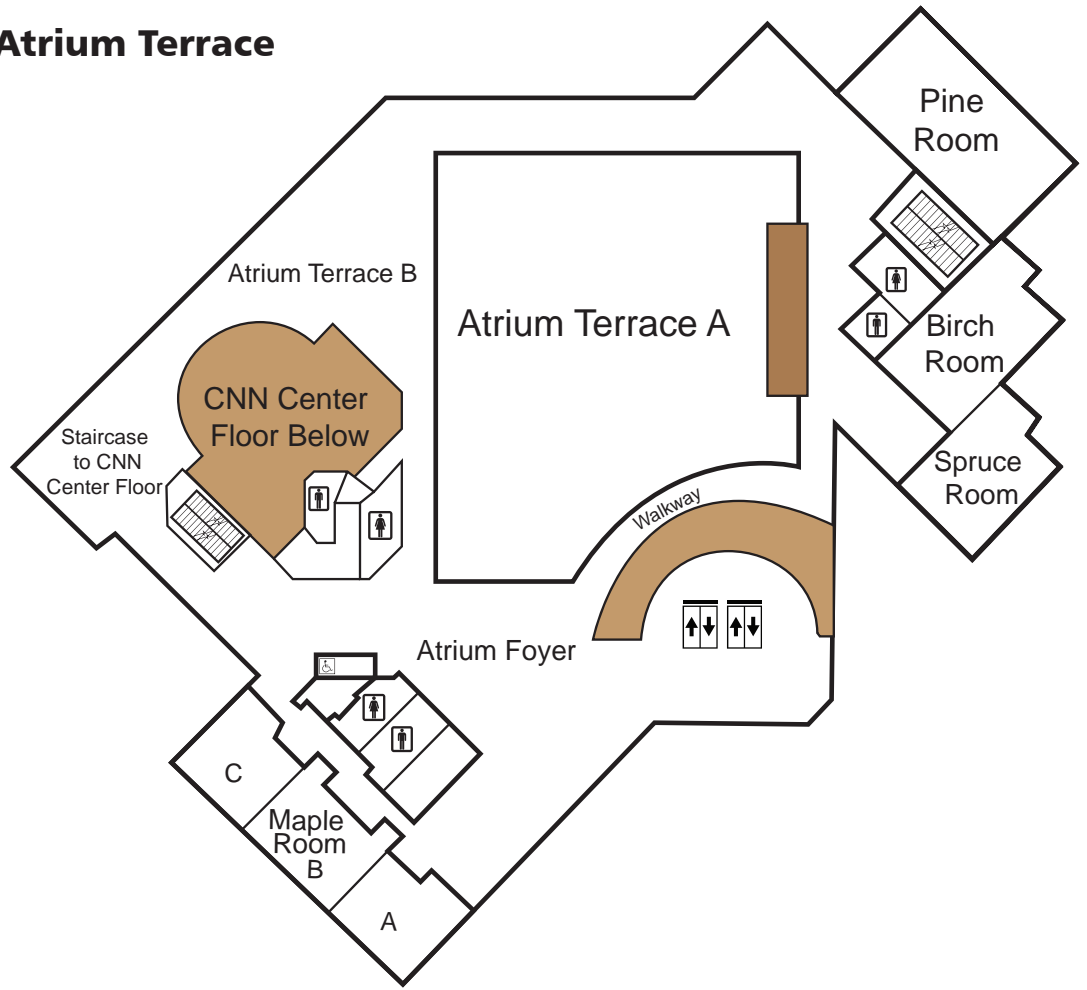 Atrium Terrace
Pine
Room
Atrium Terrace B
Atrium Terrace A
Birch
Room
CNN Center
Floor Below
Staircase
to CNN
Center Floor
Spruce
Room
Walkway
Atrium Foyer
C
Maple
Room
B
A